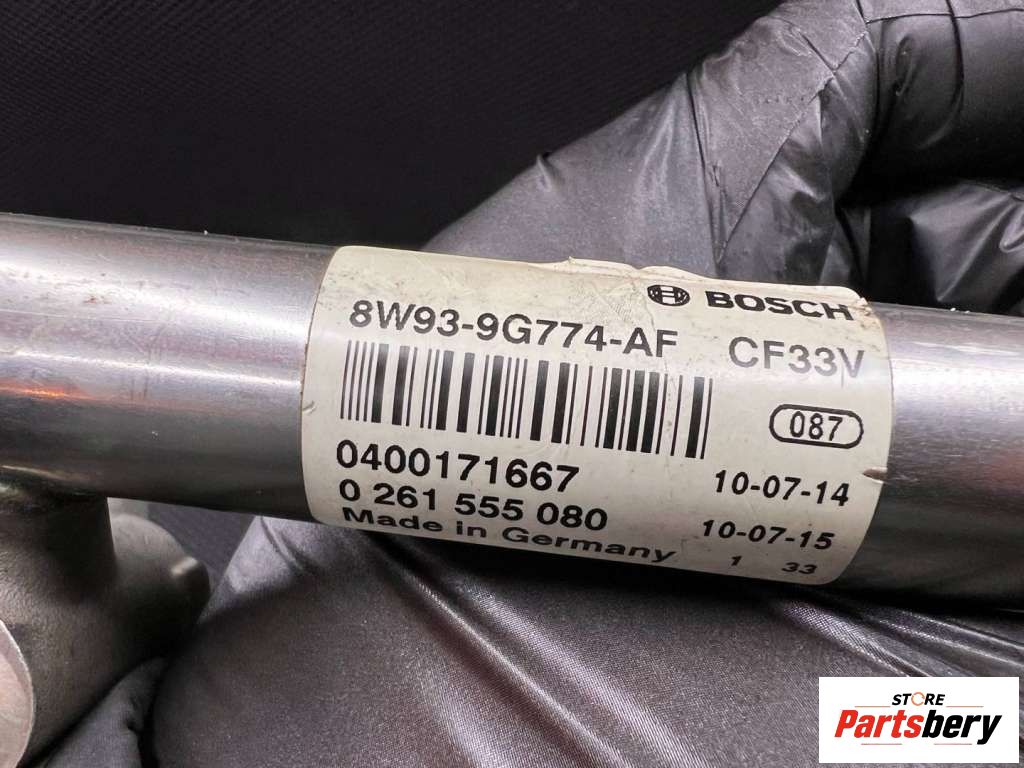 BOSCH
8W93-9G774-AF CF33V
087
0400171667 10-07-14
0 261 555 080 10-07-15
Made in Germany 1 33
STORE
Partsbery